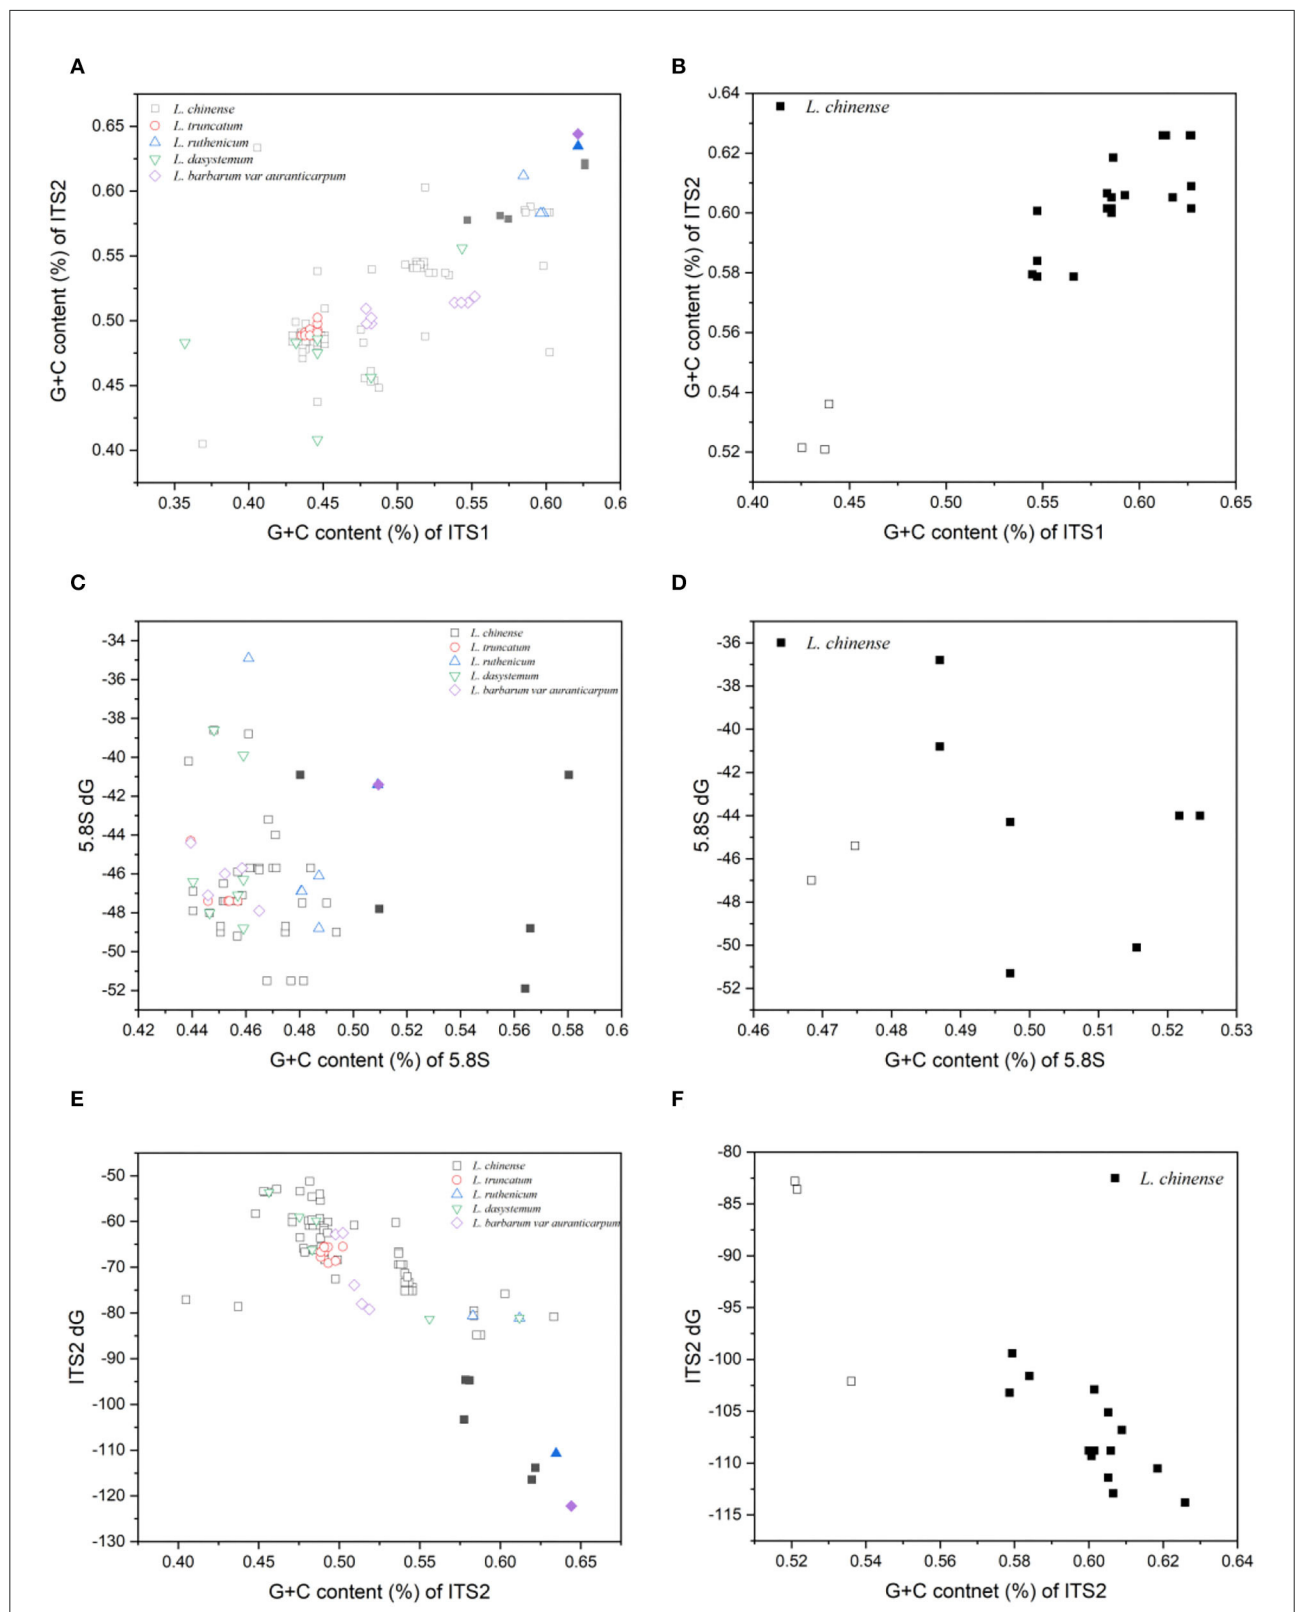 A
L. chinense
L. truncatum
L. ruthenicum
L. dasystemum
L. barbarum var auranticarpum
G+C content (%) of ITS2
0.65
0.60
0.55
0.50
0.45
0.40
0.35 0.40 0.45 0.50 0.55 0.60 0.6
G+C content (%) of ITS1
B
L. chinense
G+C content (%) of ITS2
0.64
0.62
0.60
0.58
0.56
0.54
0.52
0.40 0.45 0.50 0.55 0.60 0.65
G+C content (%) of ITS1
C
L. chinense
L. truncatum
L. ruthenicum
L. dasystemum
L. barbarum var auranticarpum
5.8S dG
-34
-36
-38
-40
-42
-44
-46
-48
-50
-52
0.42 0.44 0.46 0.48 0.50 0.52 0.54 0.56 0.58 0.6
G+C content (%) of 5.8S
D
L. chinense
5.8S dG
-36
-38
-40
-42
-44
-46
-48
-50
-52
0.46 0.47 0.48 0.49 0.50 0.51 0.52 0.53
G+C content (%) of 5.8S
E
L. chinense
L. truncatum
L. ruthenicum
L. dasystemum
L. barbarum var auranticarpum
ITS2 dG
-50
-60
-70
-80
-90
-100
-110
-120
-130
0.40 0.45 0.50 0.55 0.60 0.65
G+C content (%) of ITS2
F
L. chinense
ITS2 dG
-80
-85
-90
-95
-100
-105
-110
-115
0.52 0.54 0.56 0.58 0.60 0.62 0.64
G+C contnet (%) of ITS2